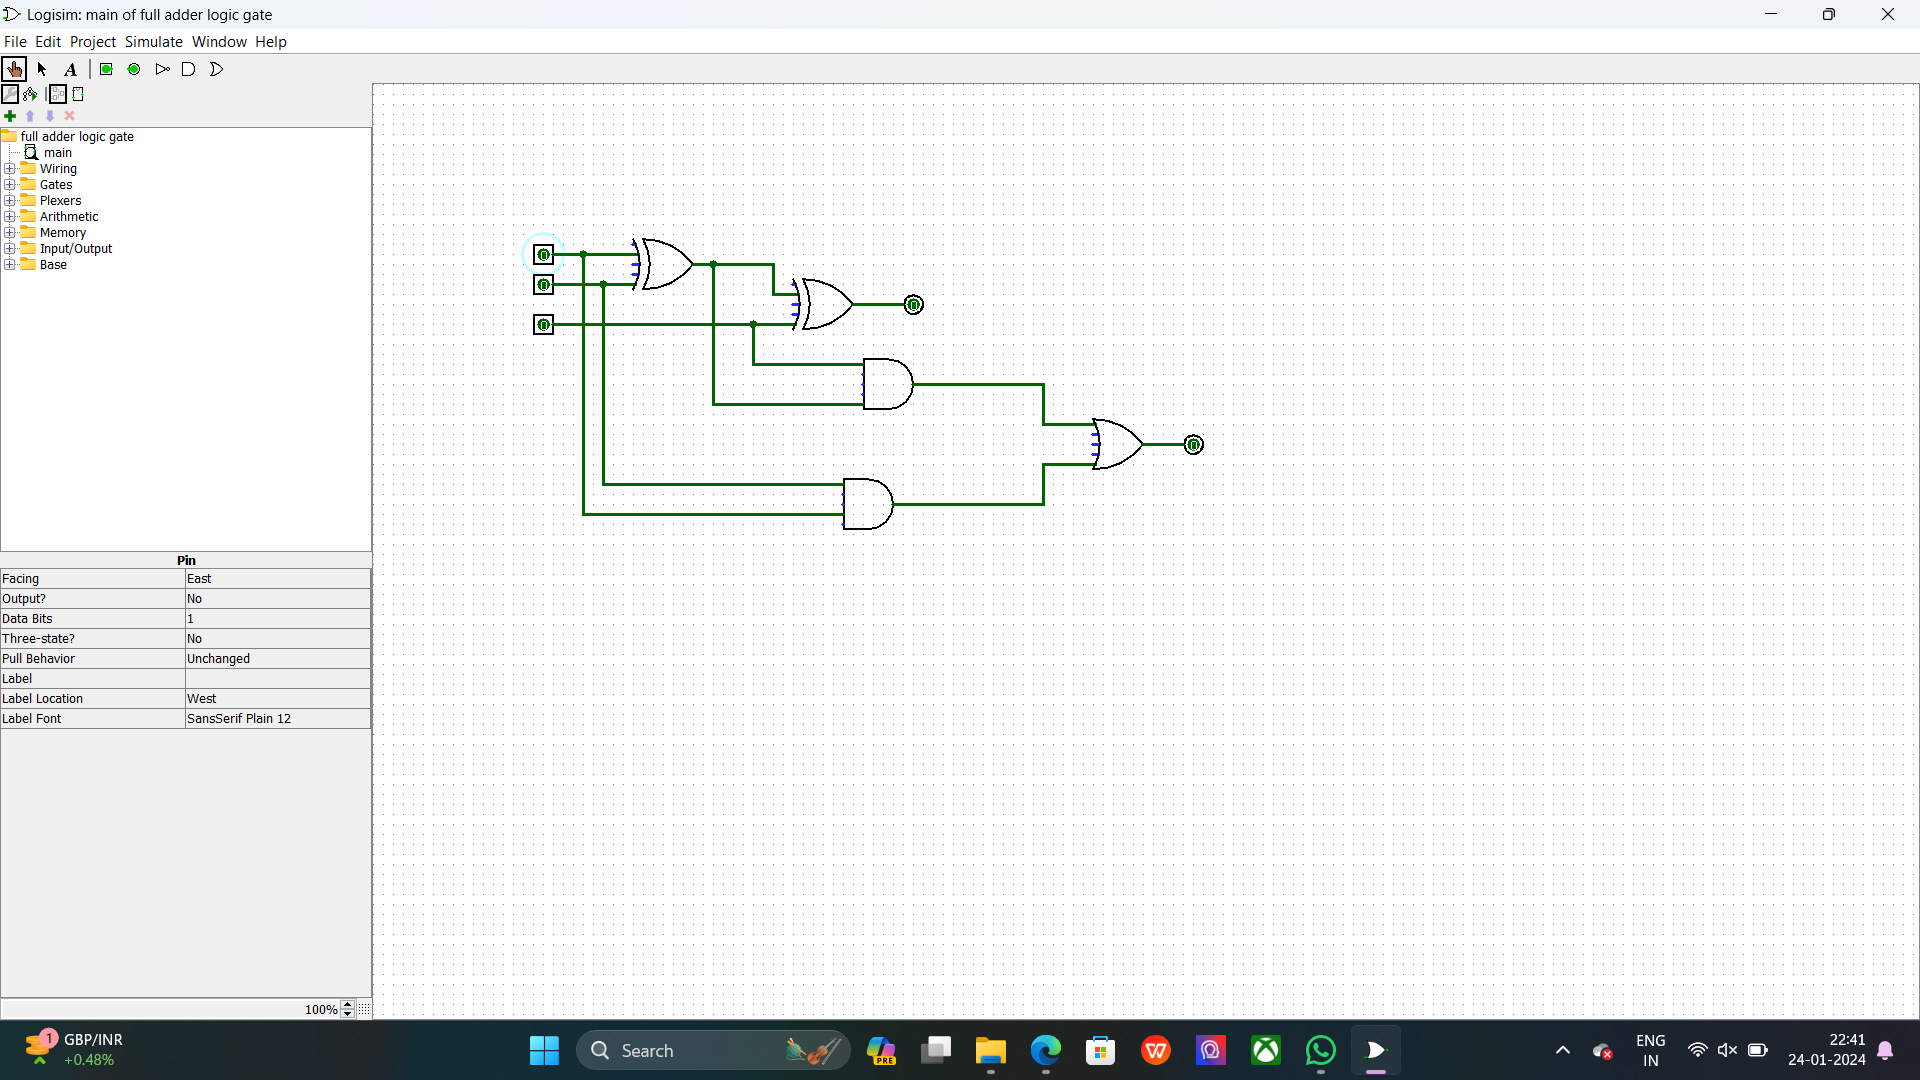 Logisim: main of full adder logic gate
File Edit Project Simulate Window Help
A
full adder logic gate
main
Wiring
Gates
Plexers
Arithmetic
Memory
Input/Output
Base
0
0
0
0
0
Pin
Facing East
Output? No
Data Bits 1
Three-state? No
Pull Behavior Unchanged
Label
Label Location West
Label Font SansSerif Plain 12
100%
1
GBP/INR
+0.48%
Search
PRE
W
ENG
IN
22:41
24-01-2024